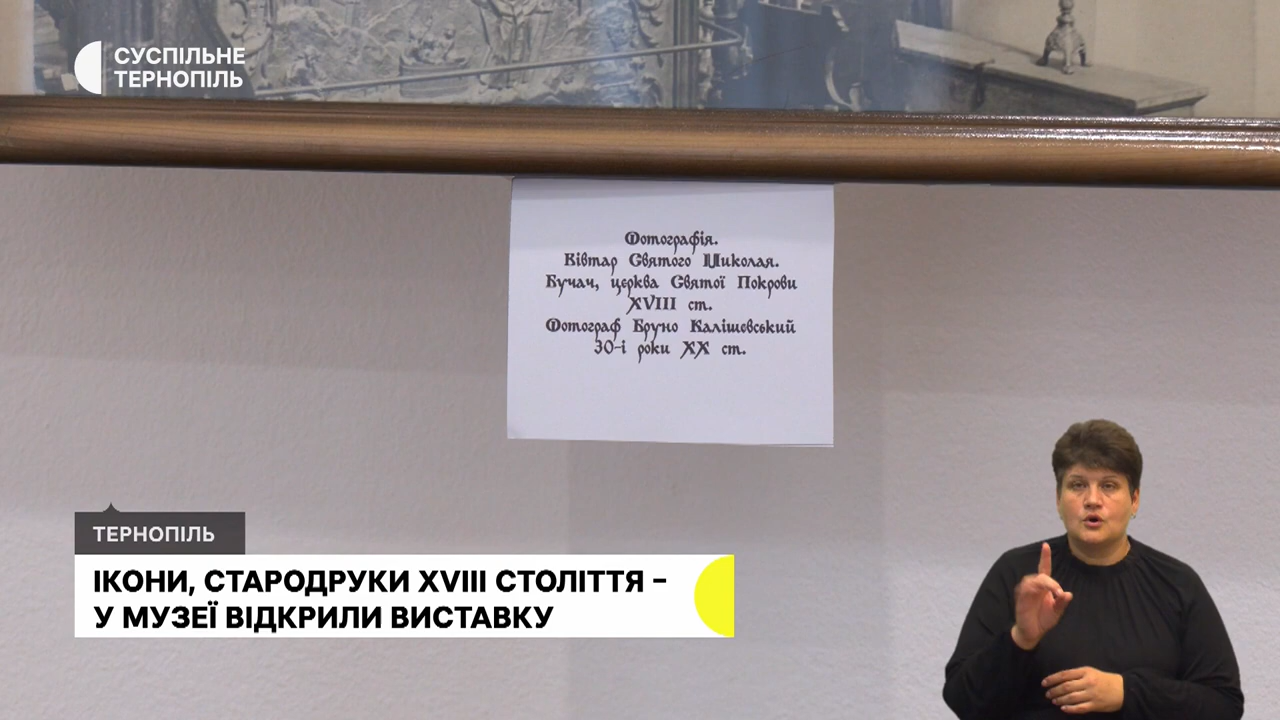 СУСПІЛЬНЕ
ТЕРНОПІЛЬ
Фотографія.
Вівтар Святого Миколая.
Бучач, церква Святої Покрови
XVIII ст.
Фотограф Бруно Калішевський
30-і роки XX ст.
ТЕРНОПІЛЬ
ІКОНИ, СТАРОДРУКИ XVIII СТОЛІТТЯ –
У МУЗЕЇ ВІДКРИЛИ ВИСТАВКУ